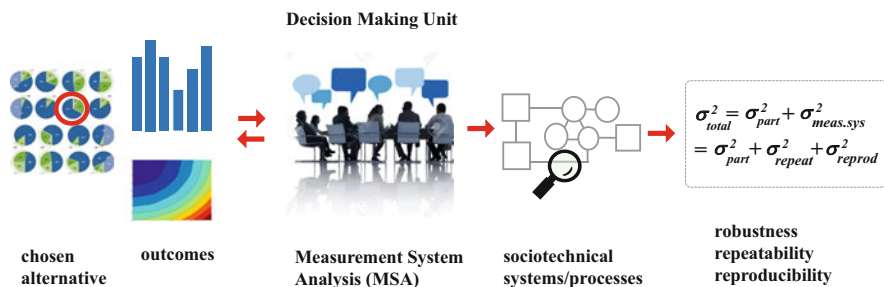 Decision Making Unit
σ²total = σ²part + σ²meas.sys
= σ²part + σ²repeat + σ²reprod
chosen
alternative
outcomes
Measurement System
Analysis (MSA)
sociotechnical
systems/processes
robustness
repeatability
reproducibility